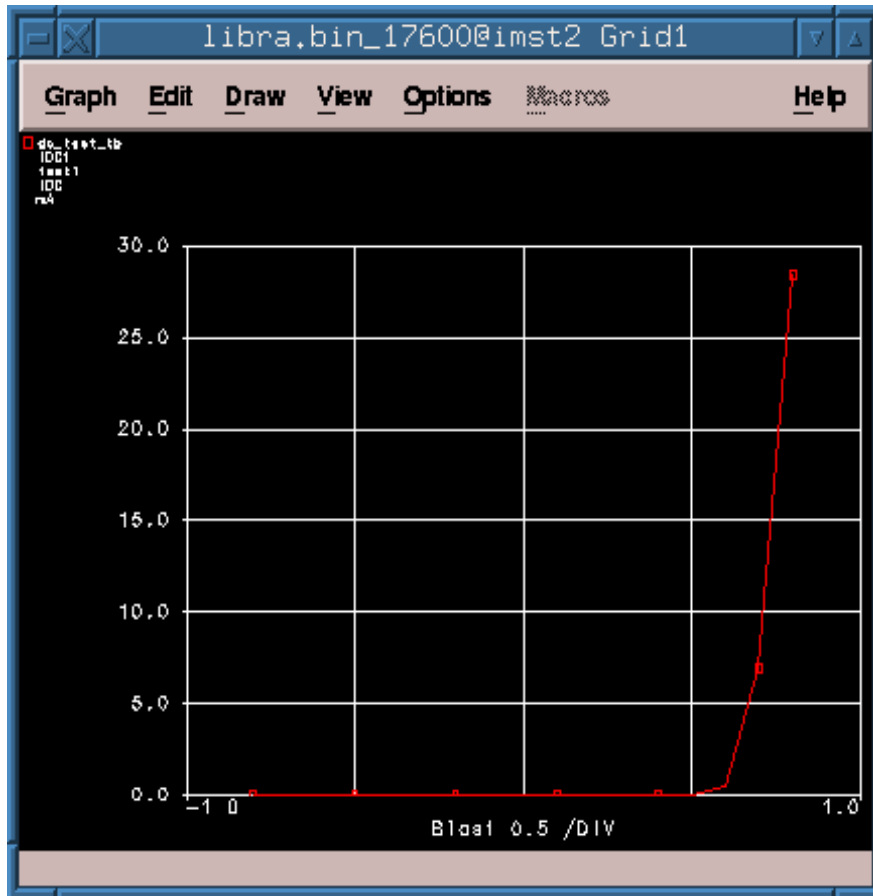 libra.bin_17600@imst2 Grid1
Graph Edit Draw View Options Macros Help
dc_test_tb
IDC1
test1
IDC
mA
30.0
25.0
20.0
15.0
10.0
5.0
0.0
-1 0 1.0
0.5 /DIV